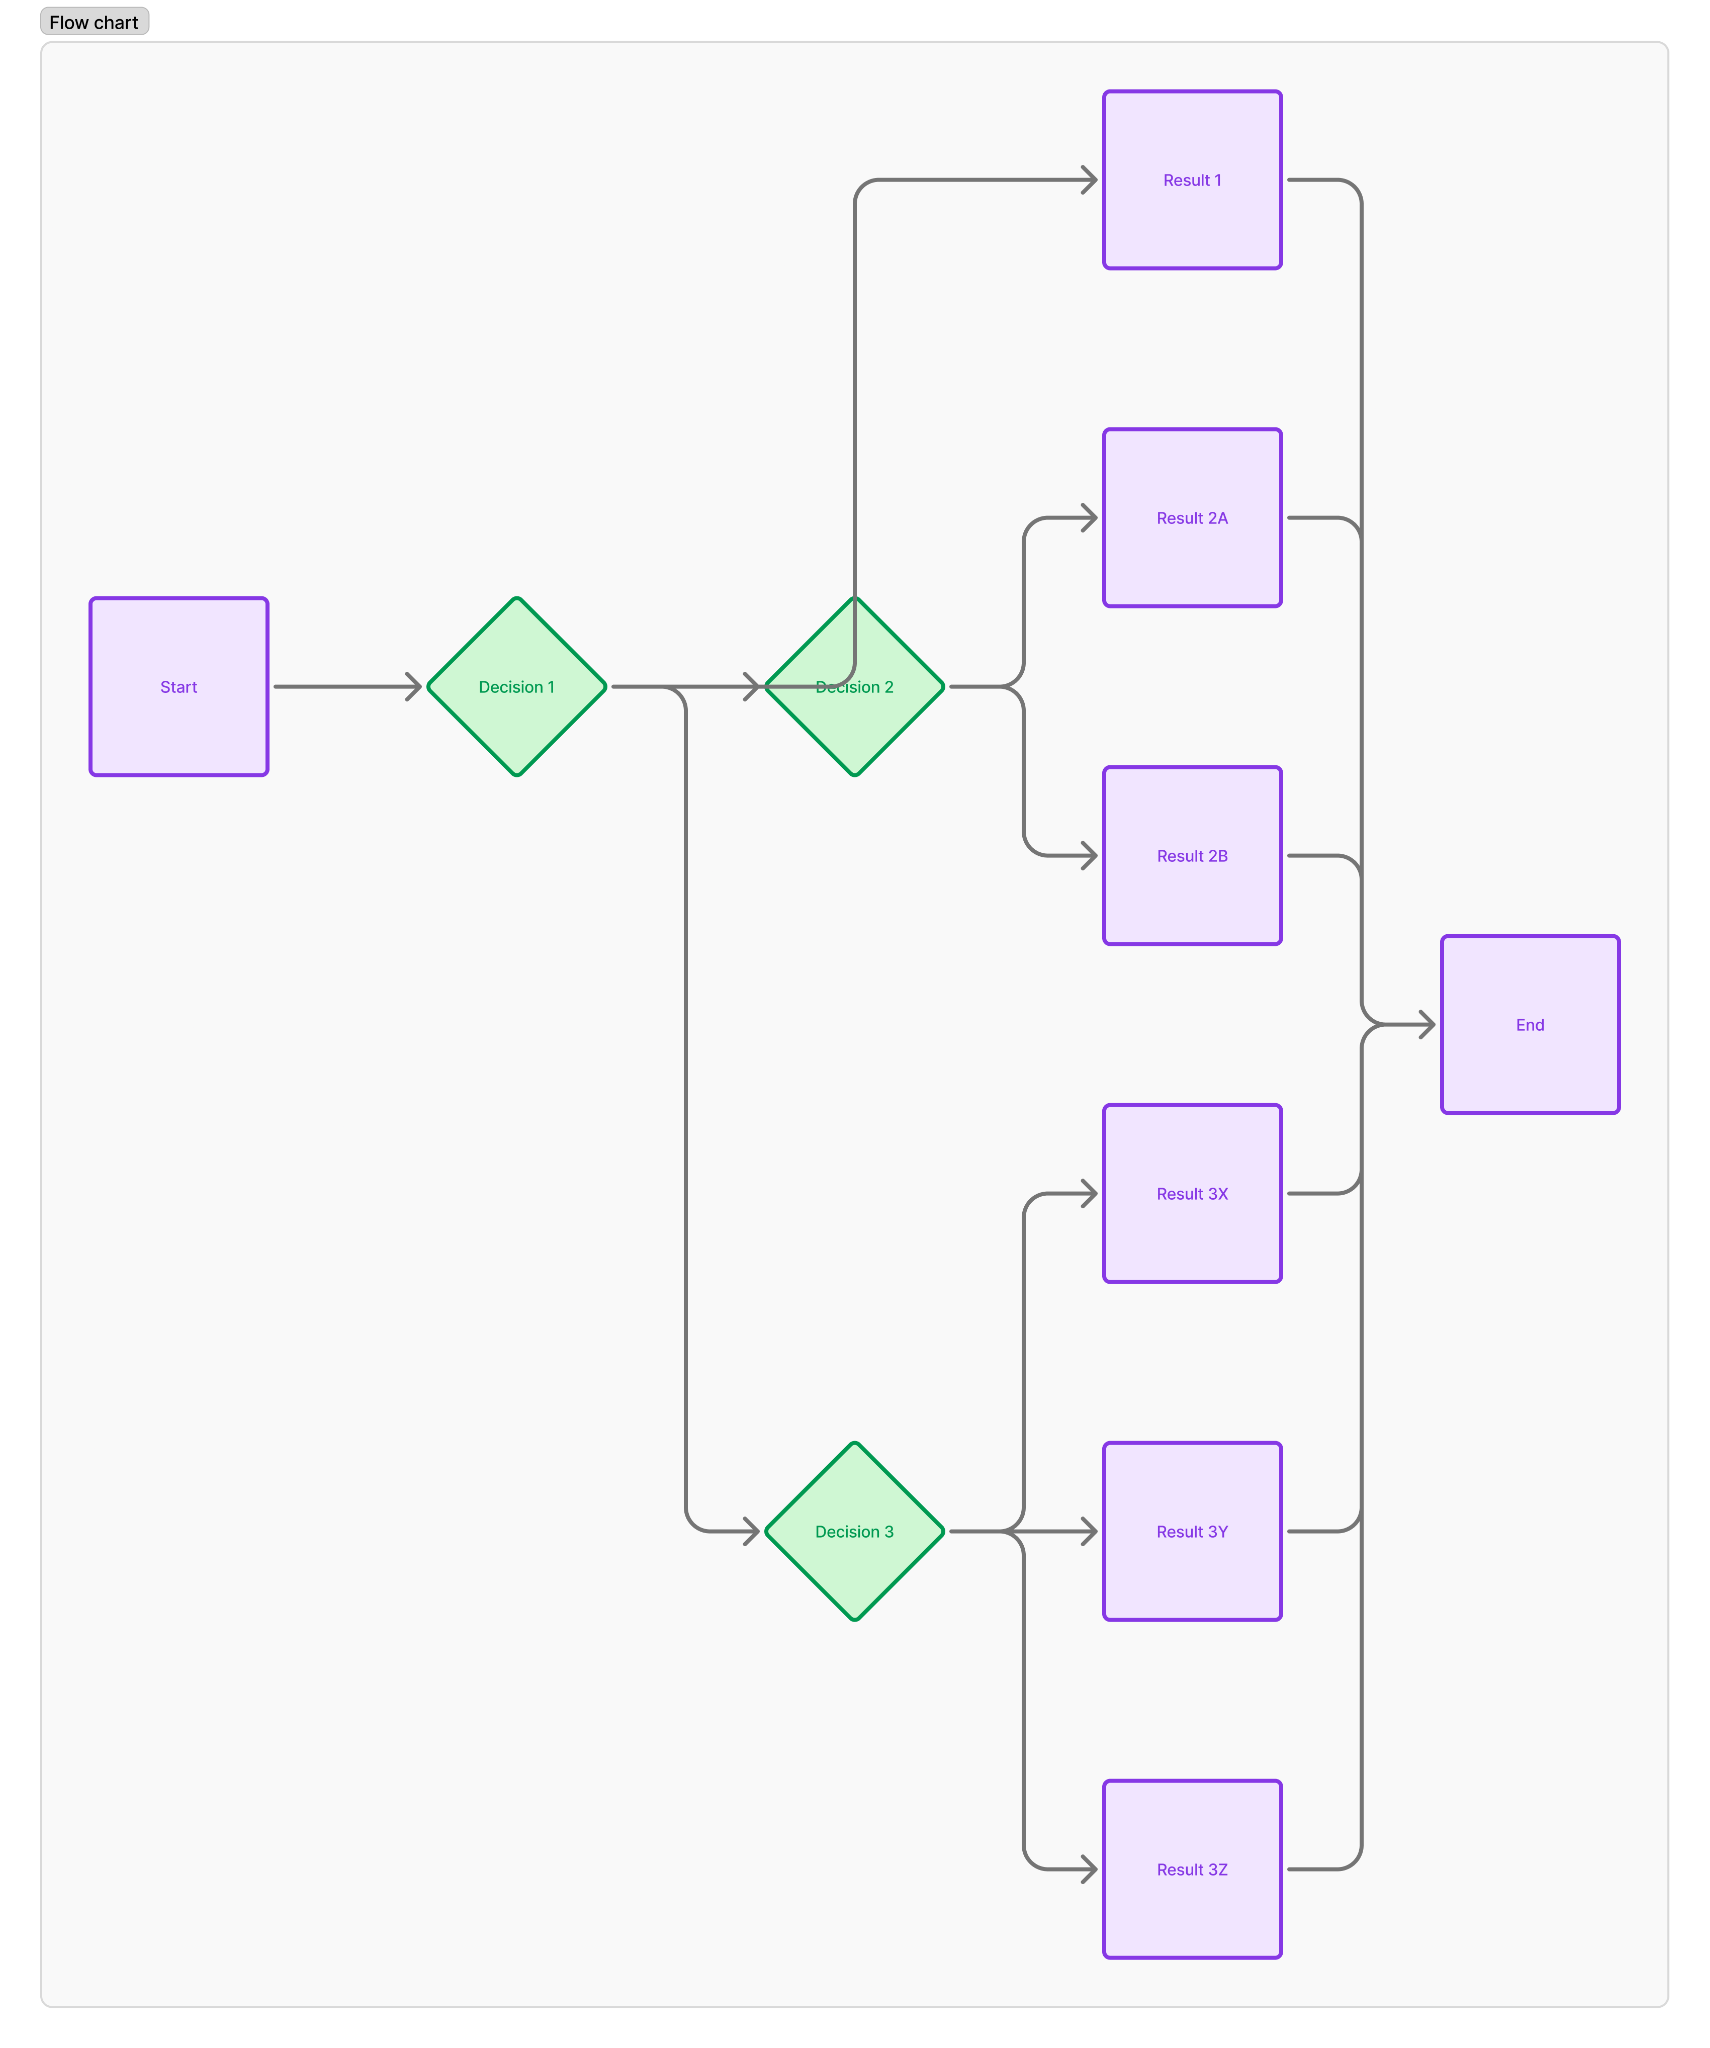 Flow chart
Result 1
Result 2A
Start
Decision 1
Decision 2
Result 2B
End
Result 3X
Decision 3
Result 3Y
Result 3Z